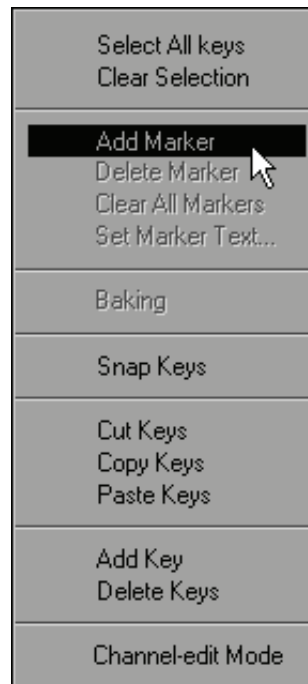 Select All keys
Clear Selection
Add Marker
Delete Marker
Clear All Markers
Set Marker Text...
Baking
Snap Keys
Cut Keys
Copy Keys
Paste Keys
Add Key
Delete Keys
Channel-edit Mode